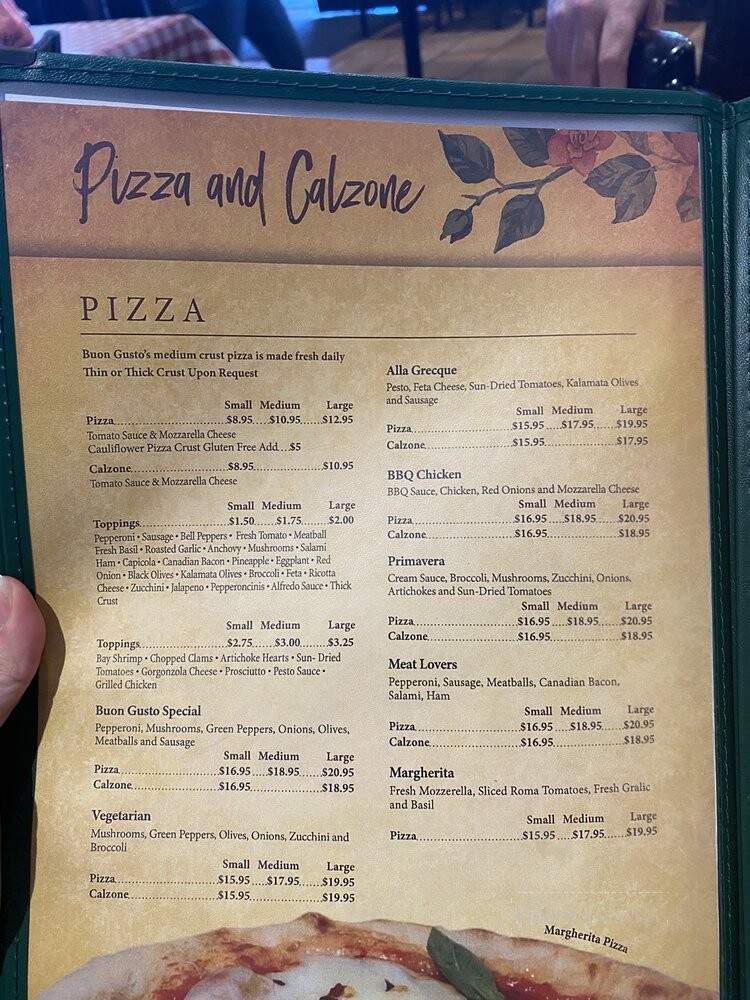 Pizza and Calzone
PIZZA
Buon Gusto's medium crust pizza is made fresh daily
Thin or Thick Crust Upon Request
Small Medium Large
Pizza....................$8.95....$10.95......$12.95
Tomato Sauce & Mozzarella Cheese
Cauliflower Pizza Crust Gluten Free Add....$5
Calzone....................$8.95....................$10.95
Tomato Sauce & Mozzarella Cheese
Small Medium Large
Toppings....................$1.50.....$1.75.......$2.00
Pepperoni • Sausage • Bell Peppers • Fresh Tomato • Meatball
Fresh Basil • Roasted Garlic • Anchovy • Mushrooms • Salami
Ham • Capicola • Canadian Bacon • Pineapple • Eggplant • Red
Onion • Black Olives • Kalamata Olives • Broccoli • Feta • Ricotta
Cheese • Zucchini • Jalapeno • Pepperoncinis • Alfredo Sauce • Thick
Crust
Small Medium Large
Toppings....................$2.75.....$3.00.......$3.25
Bay Shrimp • Chopped Clams • Artichoke Hearts • Sun- Dried
Tomatoes • Gorgonzola Cheese • Prosciutto • Pesto Sauce •
Grilled Chicken
Buon Gusto Special
Pepperoni, Mushrooms, Green Peppers, Onions, Olives,
Meatballs and Sausage
Small Medium Large
Pizza....................$16.95....$18.95......$20.95
Calzone....................$16.95....................$18.95
Vegetarian
Mushrooms, Green Peppers, Olives, Onions, Zucchini and
Broccoli
Small Medium Large
Pizza....................$15.95....$17.95......$19.95
Calzone....................$15.95....................$19.95
Alla Grecque
Pesto, Feta Cheese, Sun-Dried Tomatoes, Kalamata Olives
and Sausage
Small Medium Large
Pizza....................$15.95....$17.95......$19.95
Calzone....................$15.95....................$17.95
BBQ Chicken
BBQ Sauce, Chicken, Red Onions and Mozzarella Cheese
Small Medium Large
Pizza....................$16.95....$18.95......$20.95
Calzone....................$16.95....................$18.95
Primavera
Cream Sauce, Broccoli, Mushrooms, Zucchini, Onions,
Artichokes and Sun-Dried Tomatoes
Small Medium Large
Pizza....................$16.95....$18.95......$20.95
Calzone....................$16.95....................$18.95
Meat Lovers
Pepperoni, Sausage, Meatballs, Canadian Bacon,
Salami, Ham
Small Medium Large
Pizza....................$16.95....$18.95......$20.95
Calzone....................$16.95....................$18.95
Margherita
Fresh Mozzerella, Sliced Roma Tomatoes, Fresh Gralic
and Basil
Small Medium Large
Pizza....................$15.95....$17.95......$19.95
Margherita Pizza